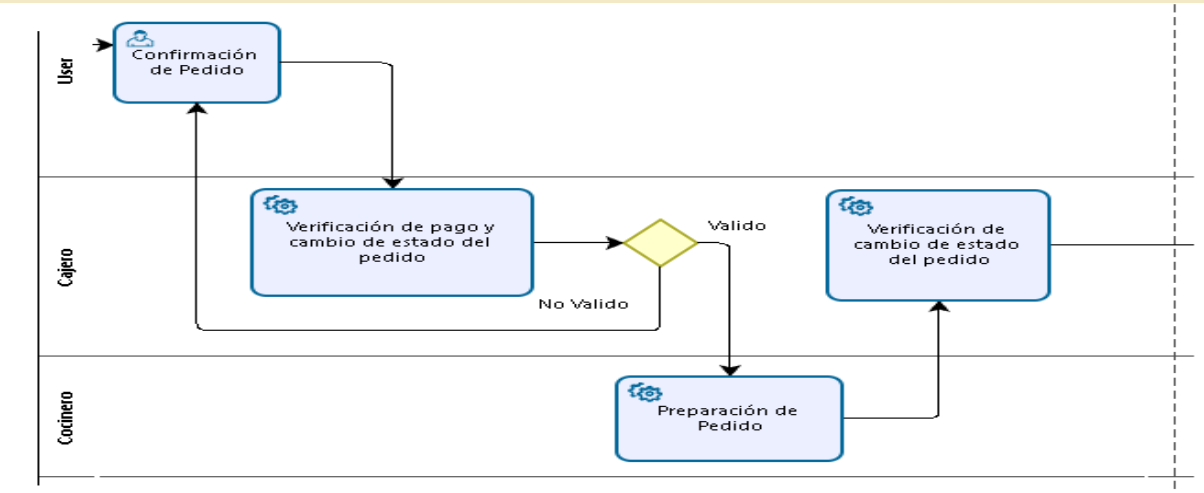 User
Confirmación
de Pedido
Cajero
Verificación de pago y
cambio de estado del
pedido
Valido
No Valido
Verificación de
cambio de estado
del pedido
Cocinero
Preparación de
Pedido